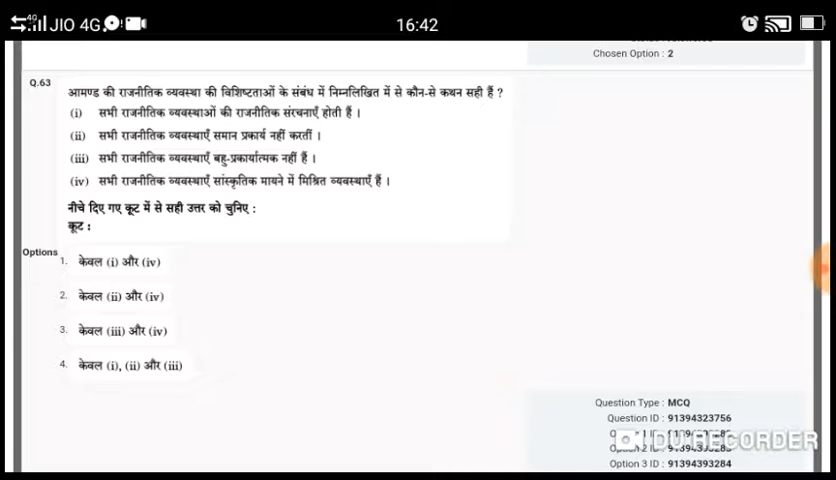 4G JIO 4G 16:42
Chosen Option : 2
Q.63
आमण्ड की राजनीतिक व्यवस्था की विशिष्टताओं के संबंध में निम्नलिखित में से कौन-से कथन सही हैं ?
(i) सभी राजनीतिक व्यवस्थाओं की राजनीतिक संरचनाएँ होती हैं ।
(ii) सभी राजनीतिक व्यवस्थाएँ समान प्रकार्य नहीं करतीं ।
(iii) सभी राजनीतिक व्यवस्थाएँ बहु-प्रकार्यात्मक नहीं हैं ।
(iv) सभी राजनीतिक व्यवस्थाएँ सांस्कृतिक मायने में मिश्रित व्यवस्थाएँ हैं ।
नीचे दिए गए कूट में से सही उत्तर को चुनिए :
कूट :
Options
1. केवल (i) और (iv)
2. केवल (ii) और (iv)
3. केवल (iii) और (iv)
4. केवल (i), (ii) और (iii)
Question Type : MCQ
Question ID : 91394323756
DU RECORDER
Option 3 ID : 91394393284